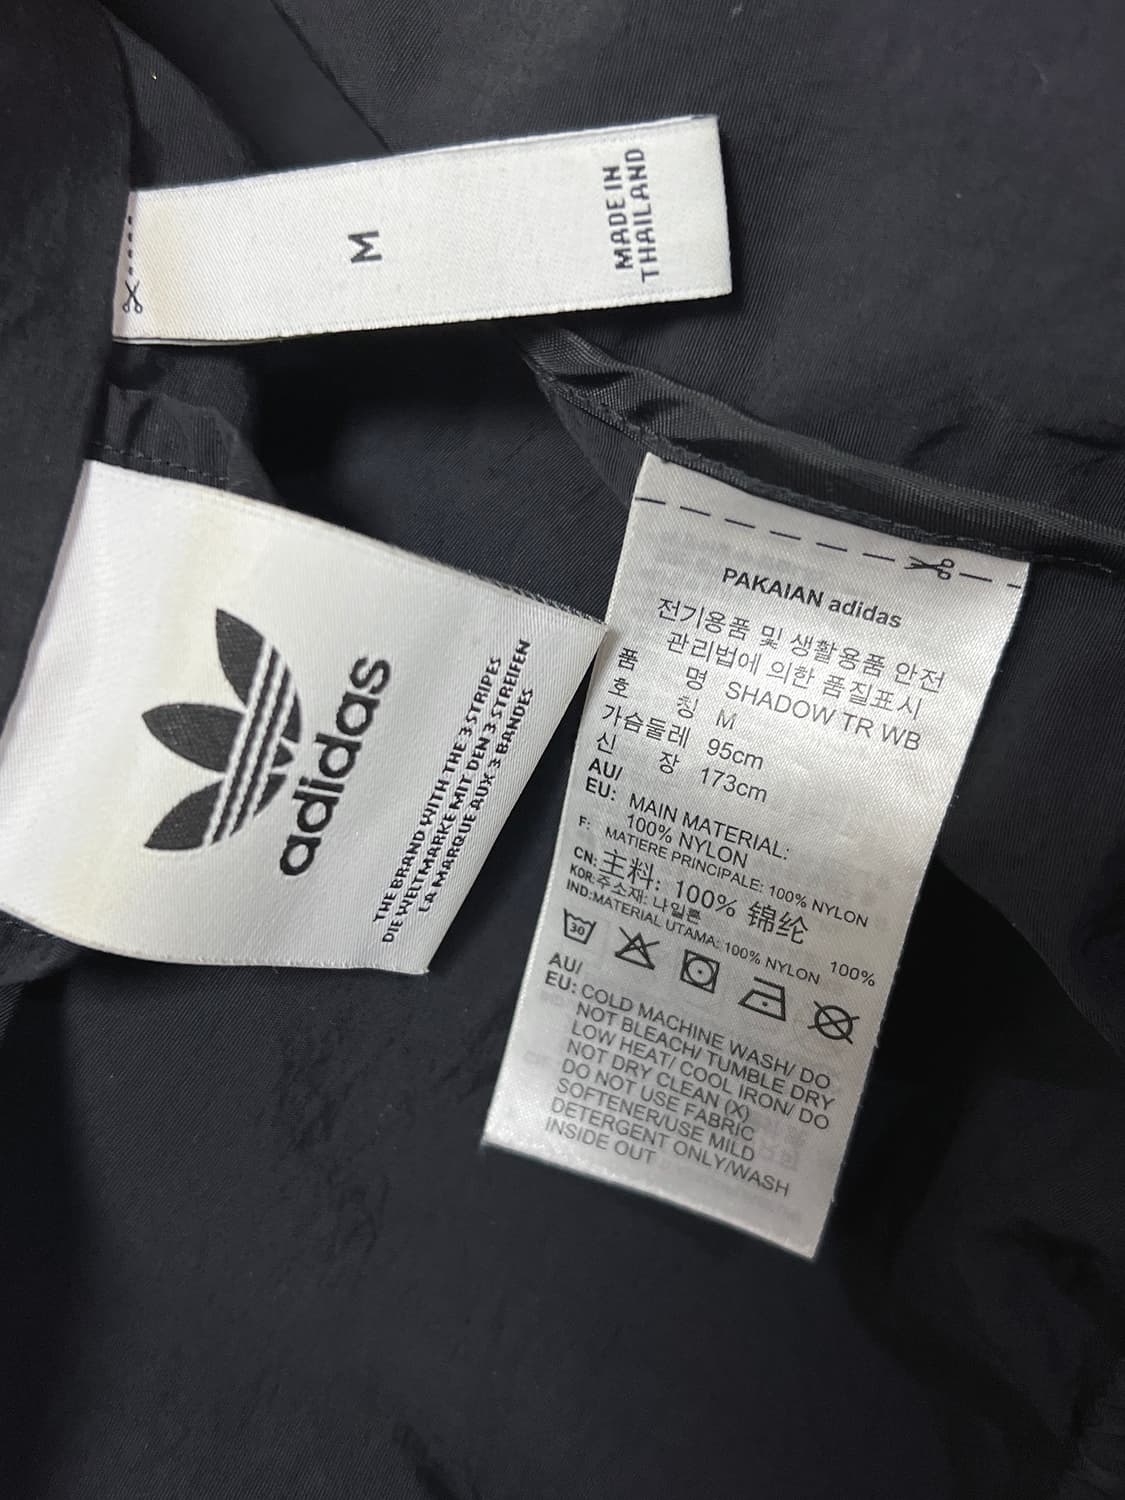 M
MADE IN
THAILAND
adidas
THE BRAND WITH THE 3 STRIPES
DIE WELTMARKE MIT DEN 3 STREIFEN
LA MARQUE AUX 3 BANDES
PAKAIAN adidas
전기용품 및 생활용품 안전
관리법에 의한 품질표시
품 명 SHADOW TR WB
호 칭 M
가슴둘레 95cm
신 장 173cm
AU/
EU: MAIN MATERIAL:
100% NYLON
F: MATIERE PRINCIPALE: 100% NYLON
CN: 主料: 100% 锦纶
KOR: 주소재: 나일론 100%
IND: MATERIAL UTAMA: 100% NYLON
30
AU/
EU: COLD MACHINE WASH/ DO
NOT BLEACH/ TUMBLE DRY
LOW HEAT/ COOL IRON/ DO
NOT DRY CLEAN (X)
DO NOT USE FABRIC
SOFTENER/USE MILD
DETERGENT ONLY/WASH
INSIDE OUT